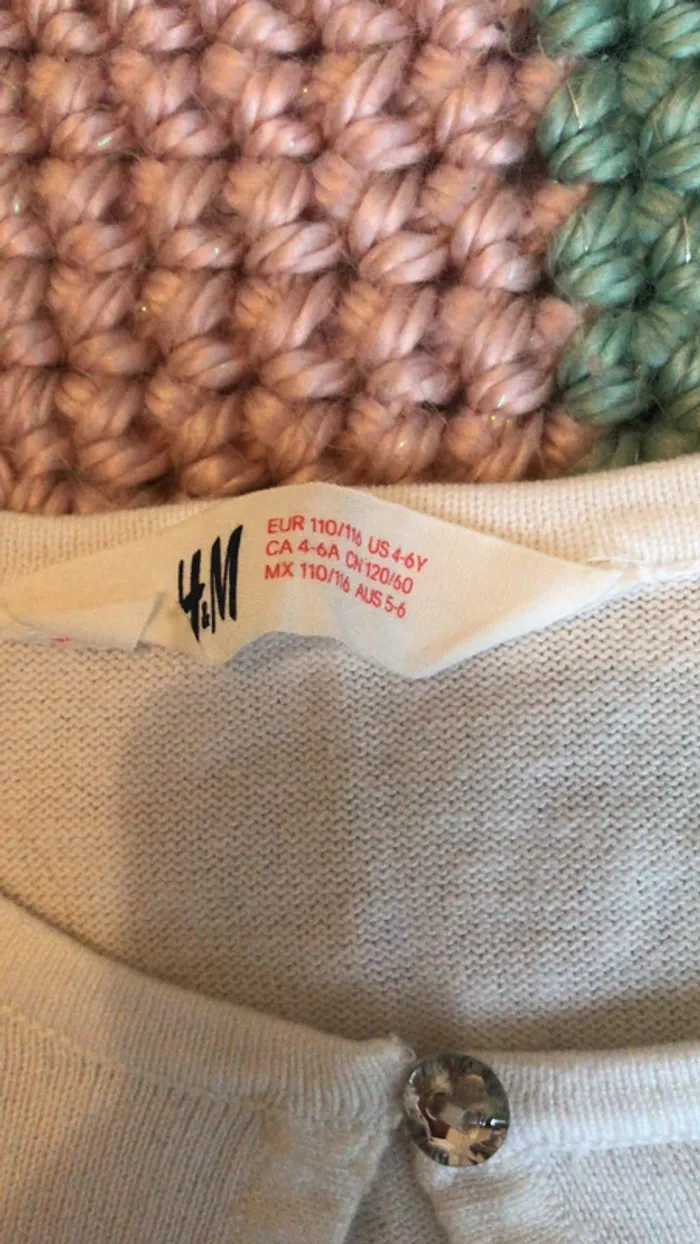 H&M
EUR 110/116 US 4-6Y
CA 4-6A CN 120/60
MX 110/116 AUS 5-6